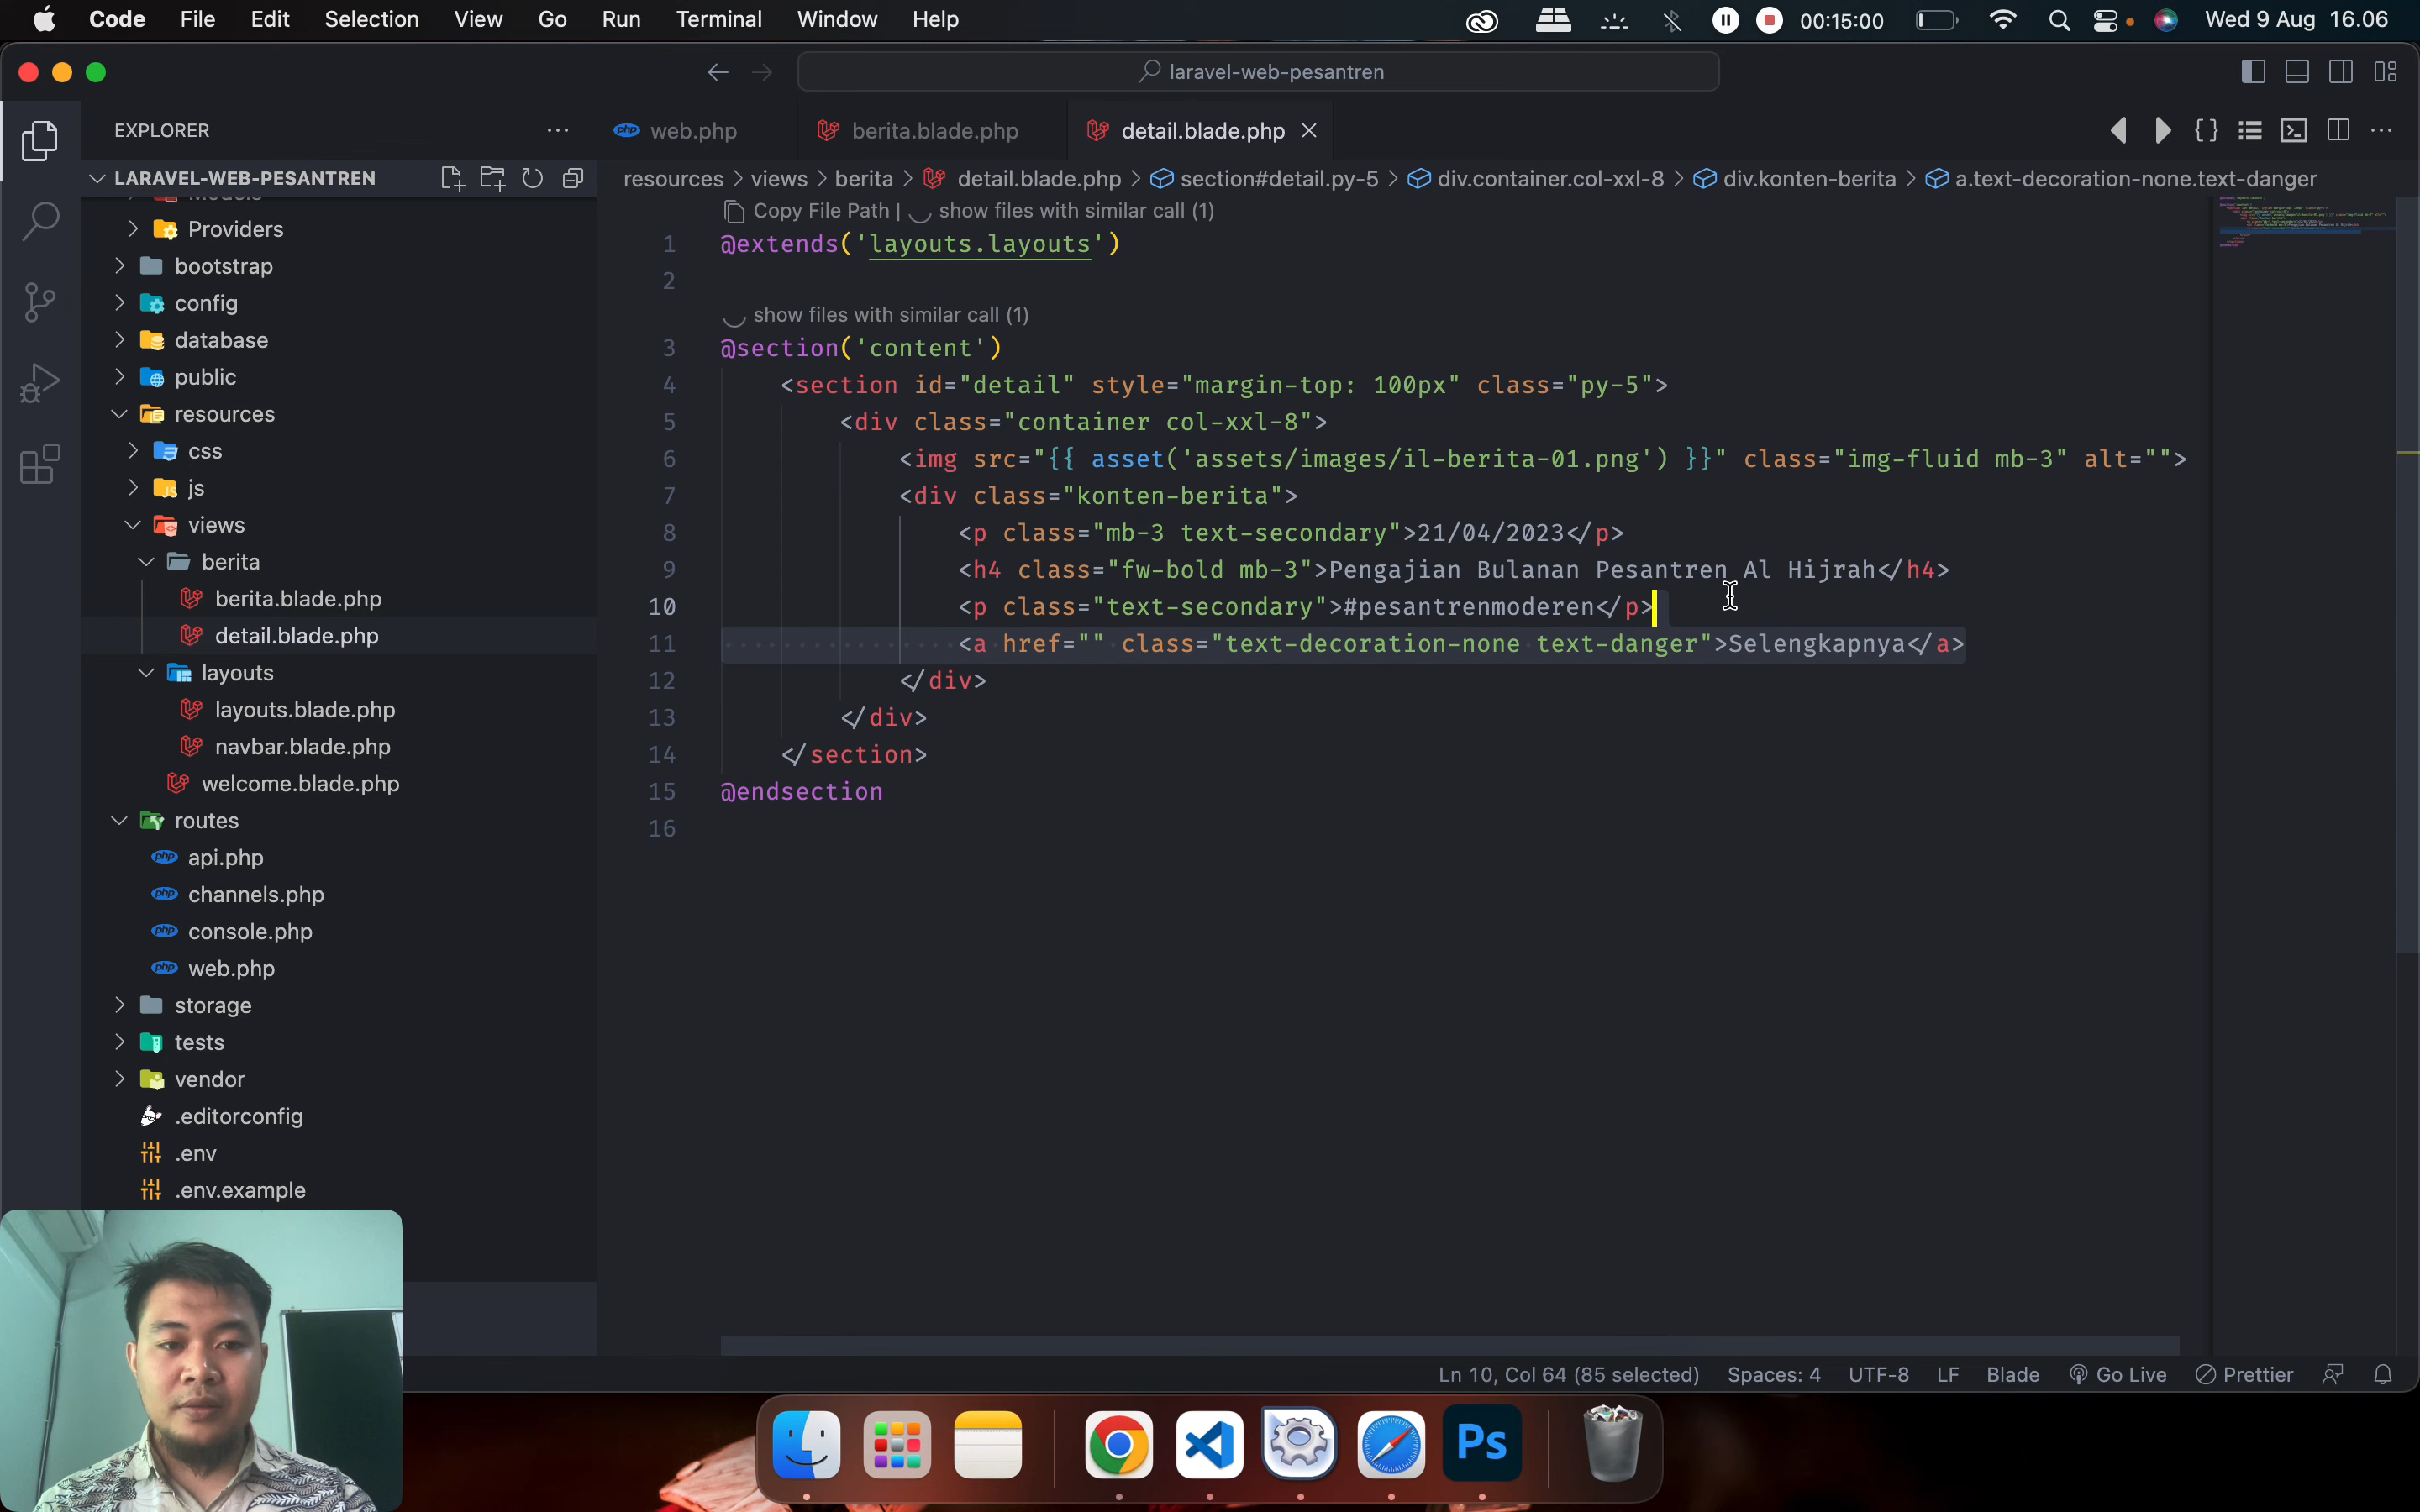 Code File Edit Selection View Go Run Terminal Window Help 00:15:00 Wed 9 Aug 16.06
laravel-web-pesantren
EXPLORER
web.php berita.blade.php detail.blade.php
LARAVEL-WEB-PESANTREN
resources > views > berita > detail.blade.php > section#detail.py-5 > div.container.col-xxl-8 > div.konten-berita > a.text-decoration-none.text-danger
Models
Providers
bootstrap
config
database
public
resources
css
js
views
berita
berita.blade.php
detail.blade.php
layouts
layouts.blade.php
navbar.blade.php
welcome.blade.php
routes
api.php
channels.php
console.php
web.php
storage
tests
vendor
.editorconfig
.env
.env.example
Copy File Path | show files with similar call (1)
1 @extends('layouts.layouts')
2
show files with similar call (1)
3 @section('content')
4 <section id="detail" style="margin-top: 100px" class="py-5">
5 <div class="container col-xxl-8">
6 <img src="{{ asset('assets/images/il-berita-01.png') }}" class="img-fluid mb-3" alt="">
7 <div class="konten-berita">
8 <p class="mb-3 text-secondary">21/04/2023</p>
9 <h4 class="fw-bold mb-3">Pengajian Bulanan Pesantren Al Hijrah</h4>
10 <p class="text-secondary">#pesantrenmoderen</p>
11 <a href="" class="text-decoration-none text-danger">Selengkapnya</a>
12 </div>
13 </div>
14 </section>
15 @endsection
16
Ln 10, Col 64 (85 selected) Spaces: 4 UTF-8 LF Blade Go Live Prettier
Ps